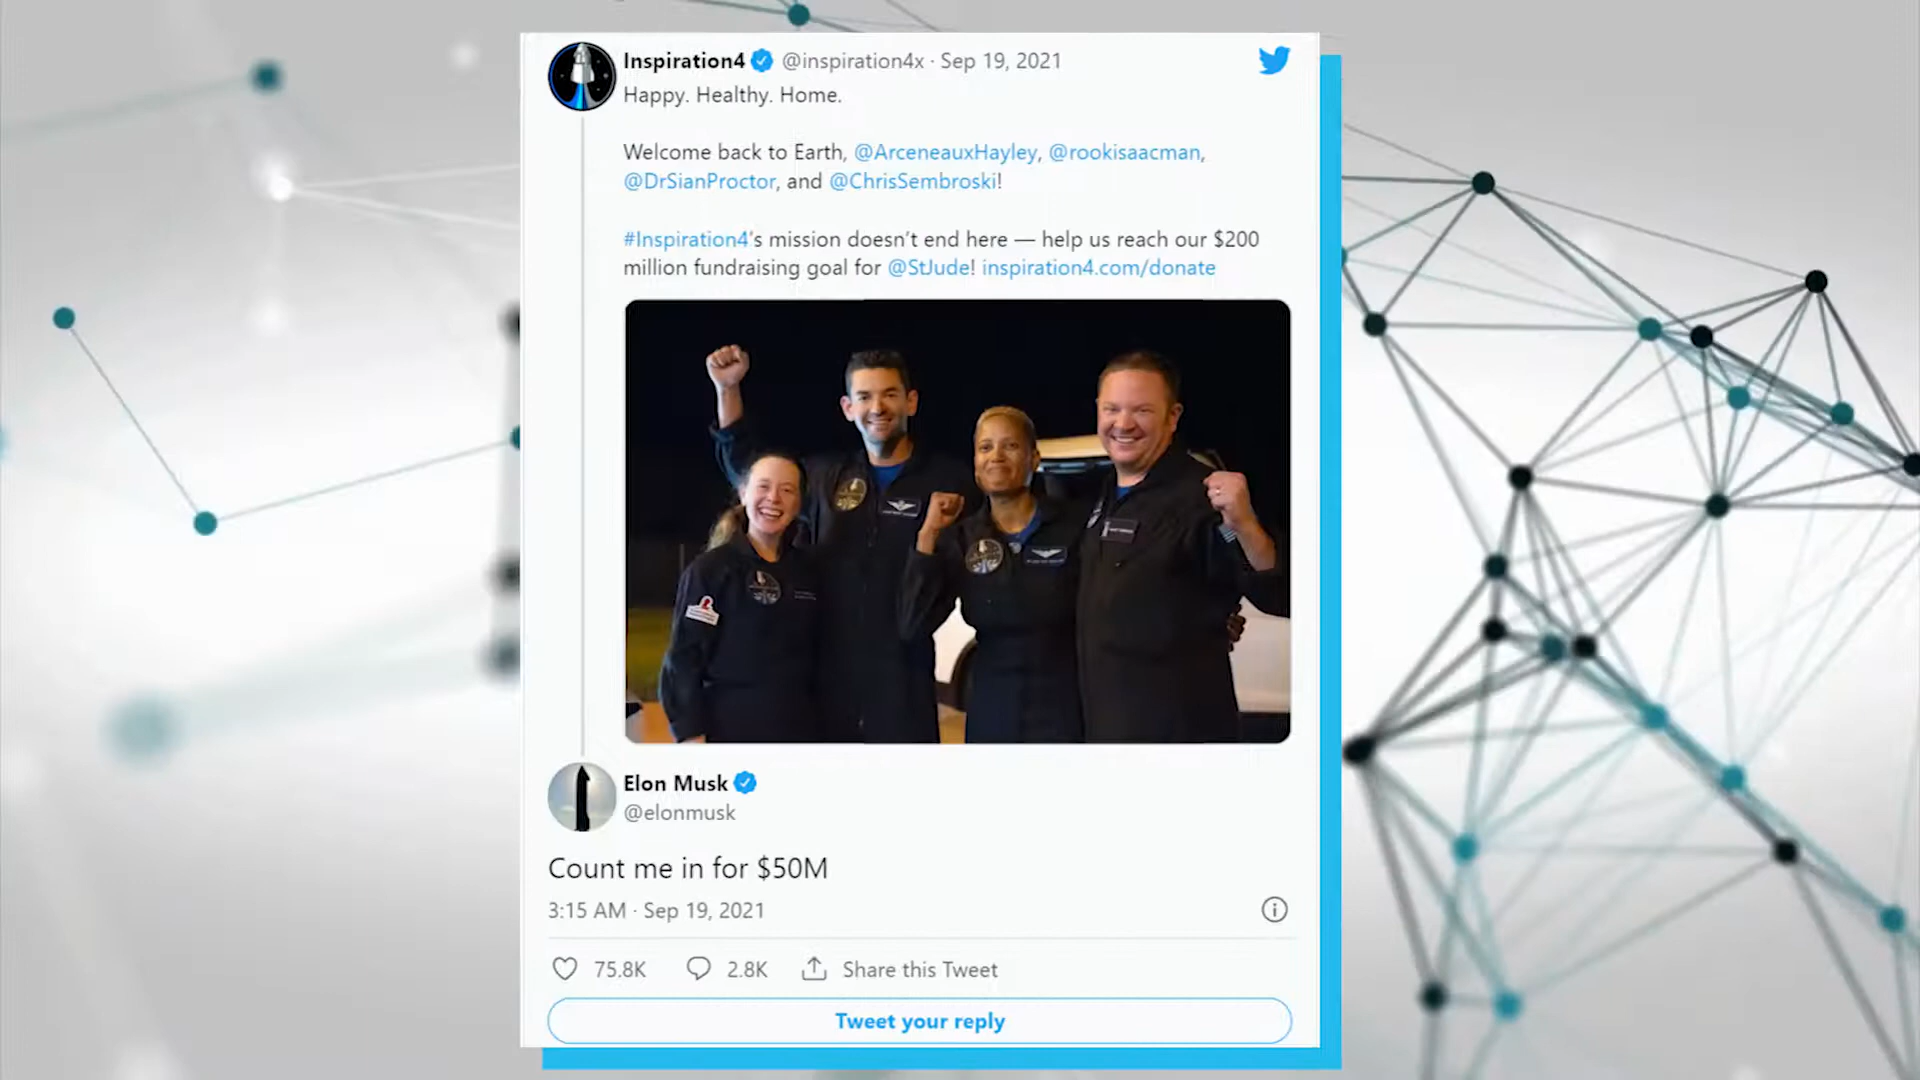 Inspiration4 @inspiration4x · Sep 19, 2021
Happy. Healthy. Home.
Welcome back to Earth, @ArceneauxHayley, @rookisaacman,
@DrSianProctor, and @ChrisSembroski!
#Inspiration4's mission doesn't end here — help us reach our $200
million fundraising goal for @StJude! inspiration4.com/donate
Elon Musk
@elonmusk
Count me in for $50M
3:15 AM · Sep 19, 2021
75.8K 2.8K Share this Tweet
Tweet your reply